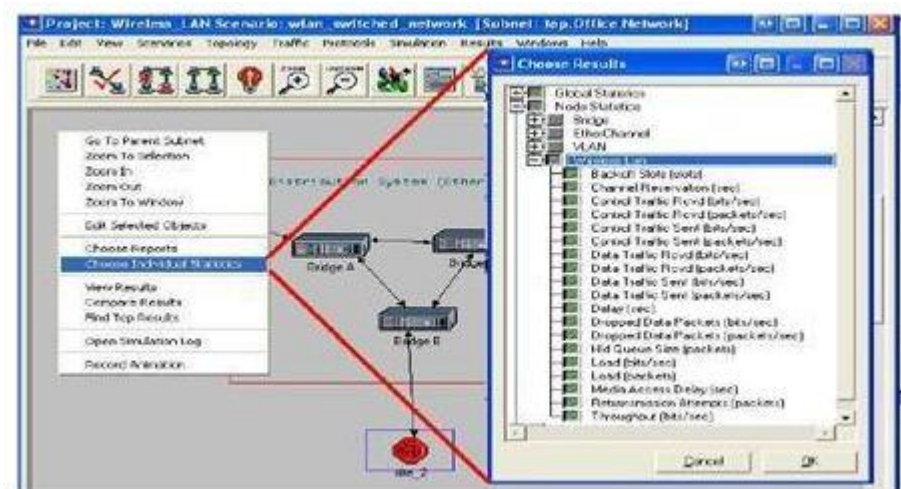 Project: Wireless LAN Scenario: wlan_switched_network [Subnet: top.Office Network]
File Edit View Scenarios Topology Traffic Protocols Simulation Results Windows Help
Go To Parent Subnet
Zoom To Selection
Zoom In
Zoom Out
Zoom To Window
Edit Selected Objects
Choose Reports
Choose Individual Statistics
View Results
Compare Results
Find Top Results
Open Simulation Log
Record Animation
Distribution System
Bridge A
Bridge
Choose Results
Global Statistics
Node Statistics
Bridge
EtherChannel
VLAN
Wireless Lan
Backoff Slots (slots)
Channel Reservation (sec)
Control Traffic Rcvd (bits/sec)
Control Traffic Rcvd (packets/sec)
Control Traffic Sent (bits/sec)
Control Traffic Sent (packets/sec)
Data Traffic Rcvd (bits/sec)
Data Traffic Rcvd (packets/sec)
Data Traffic Sent (bits/sec)
Data Traffic Sent (packets/sec)
Delay (sec)
Dropped Data Packets (bits/sec)
Dropped Data Packets (packets/sec)
Hld Queue Size (packets)
Load (bits/sec)
Load (packets)
Media Access Delay (sec)
Retransmission Attempts (packets)
Throughput (bits/sec)
Cancel
OK